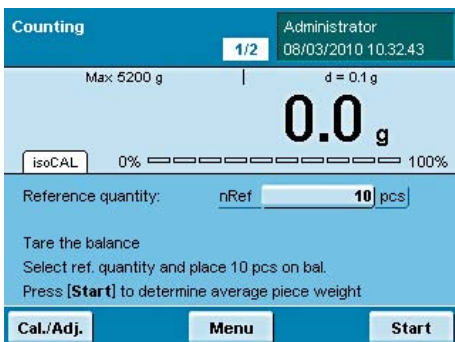 Counting
1/2
Administrator
08/03/2010 10.32.43
Max 5200 g
d = 0.1 g
0.0 g
isoCAL
0%
100%
Reference quantity: nRef 10 pcs
Tare the balance
Select ref. quantity and place 10 pcs on bal.
Press [Start] to determine average piece weight
Cal./Adj. Menu Start